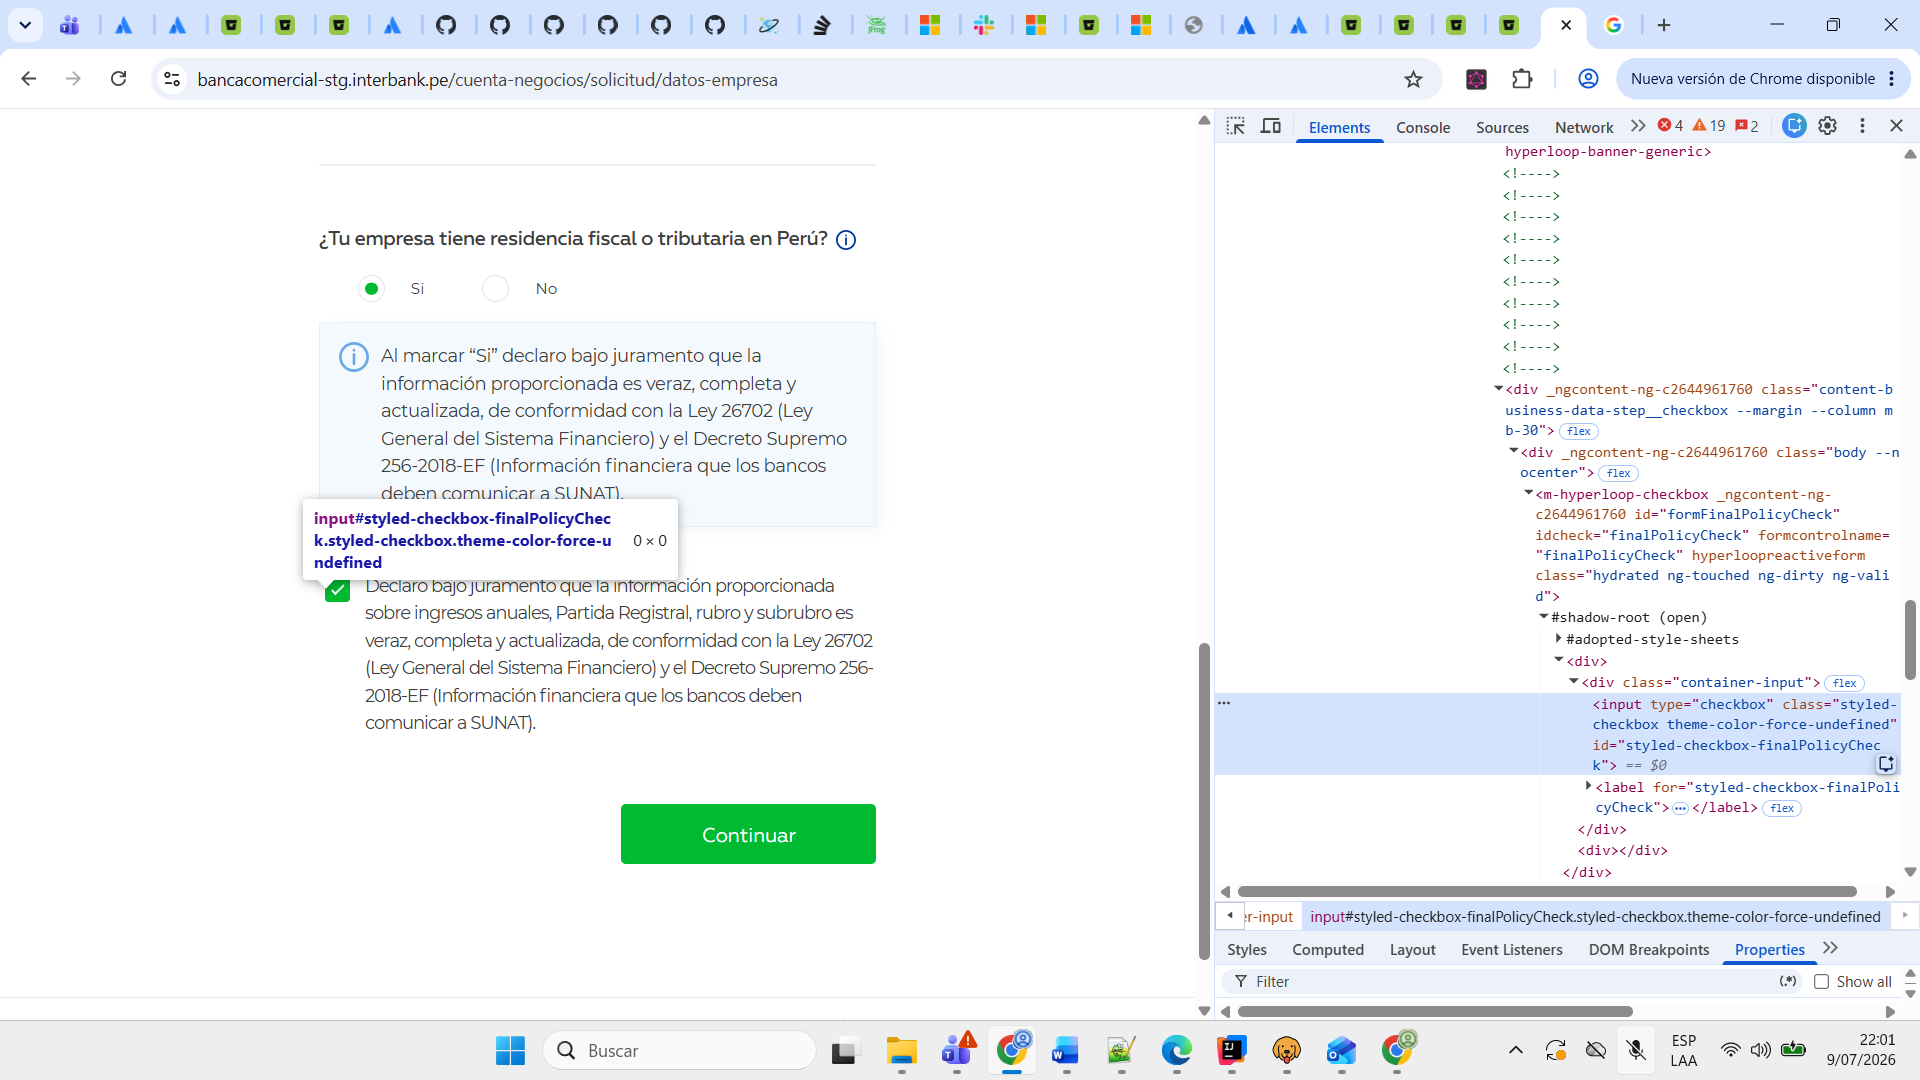 bancacomercial-stg.interbank.pe/cuenta-negocios/solicitud/datos-empresa
Nueva versión de Chrome disponible
¿Tu empresa tiene residencia fiscal o tributaria en Perú?
Si
No
Al marcar “Si” declaro bajo juramento que la
información proporcionada es veraz, completa y
actualizada, de conformidad con la Ley 26702 (Ley
General del Sistema Financiero) y el Decreto Supremo
256-2018-EF (Información financiera que los bancos
deben comunicar a SUNAT).
input#styled-checkbox-finalPolicyChec
k.styled-checkbox.theme-color-force-u
ndefined
0 × 0
Declaro bajo juramento que la información proporcionada
sobre ingresos anuales, Partida Registral, rubro y subrubro es
veraz, completa y actualizada, de conformidad con la Ley 26702
(Ley General del Sistema Financiero) y el Decreto Supremo 256-
2018-EF (Información financiera que los bancos deben
comunicar a SUNAT).
Continuar
Elements
Console
Sources
Network
4
19
2
hyperloop-banner-generic>
<!---->
<!---->
<!---->
<!---->
<!---->
<!---->
<!---->
<!---->
<!---->
<!---->
<div _ngcontent-ng-c2644961760 class="content-b
usiness-data-step__checkbox --margin --column m
b-30"> flex
<div _ngcontent-ng-c2644961760 class="body --n
ocenter"> flex
<m-hyperloop-checkbox _ngcontent-ng-
c2644961760 id="formFinalPolicyCheck"
idcheck="finalPolicyCheck" formcontrolname=
"finalPolicyCheck" hyperloopreactiveform
class="hydrated ng-touched ng-dirty ng-vali
d">
#shadow-root (open)
#adopted-style-sheets
<div>
<div class="container-input"> flex
<input type="checkbox" class="styled-
checkbox theme-color-force-undefined"
id="styled-checkbox-finalPolicyChec
k"> == $0
<label for="styled-checkbox-finalPoli
cyCheck"> ••• </label> flex
</div>
<div></div>
</div>
er-input
input#styled-checkbox-finalPolicyCheck.styled-checkbox.theme-color-force-undefined
Styles
Computed
Layout
Event Listeners
DOM Breakpoints
Properties
Filter
(.*)
Show all
Buscar
ESP
LAA
22:01
9/07/2026